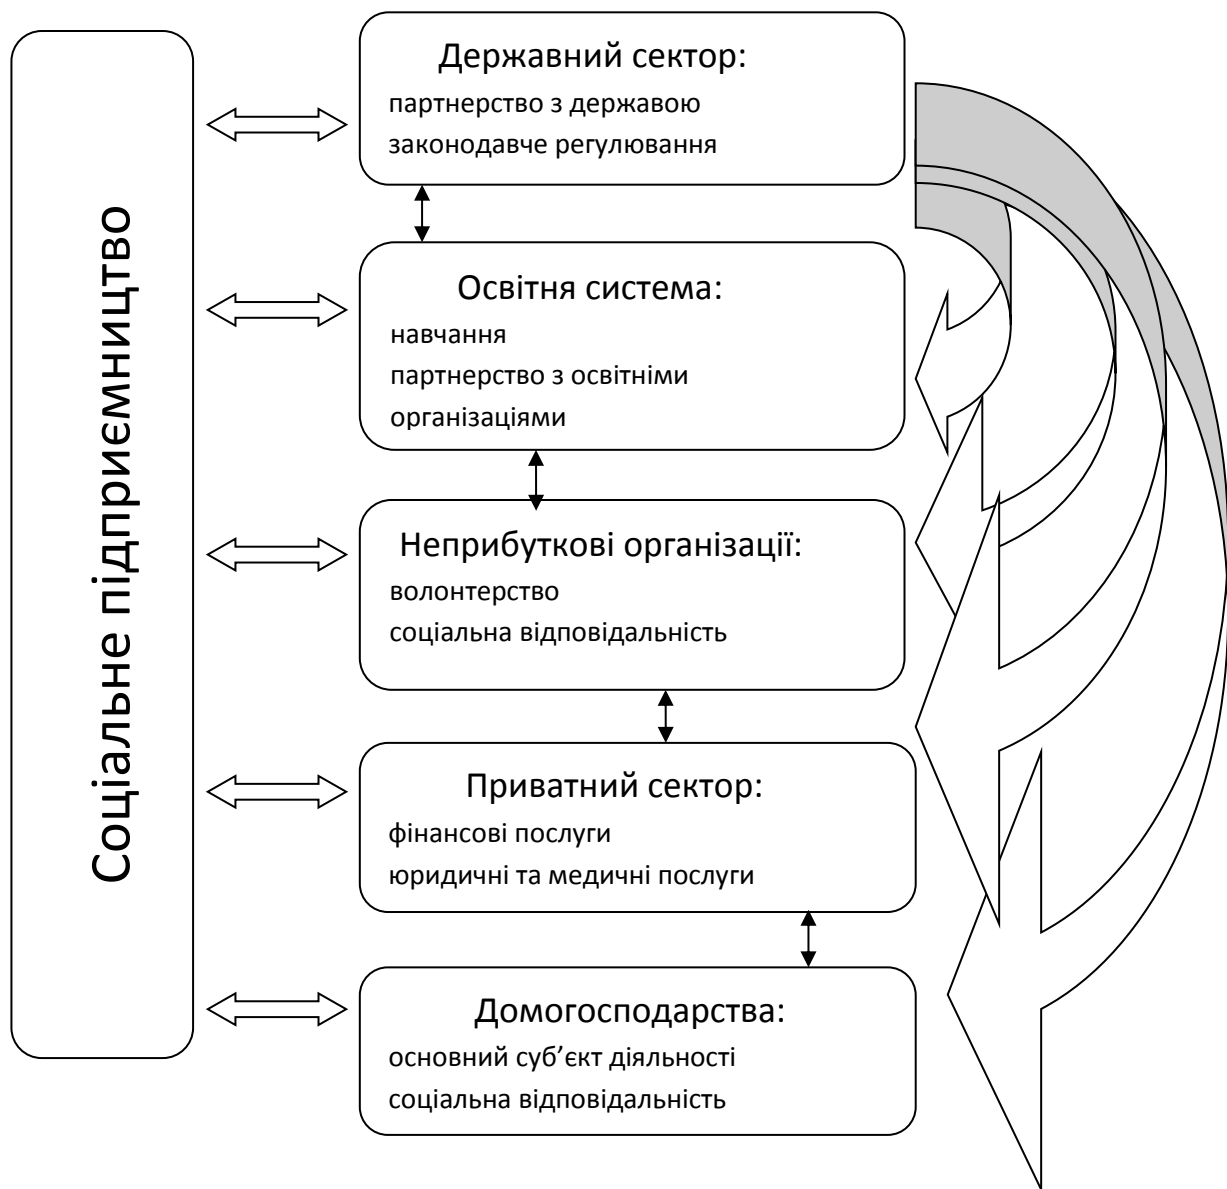 Соціальне підприємництво
Державний сектор:
партнерство з державою
законодавче регулювання
Освітня система:
навчання
партнерство з освітніми
організаціями
Неприбуткові організації:
волонтерство
соціальна відповідальність
Приватний сектор:
фінансові послуги
юридичні та медичні послуги
Домогосподарства:
основний суб’єкт діяльності
соціальна відповідальність